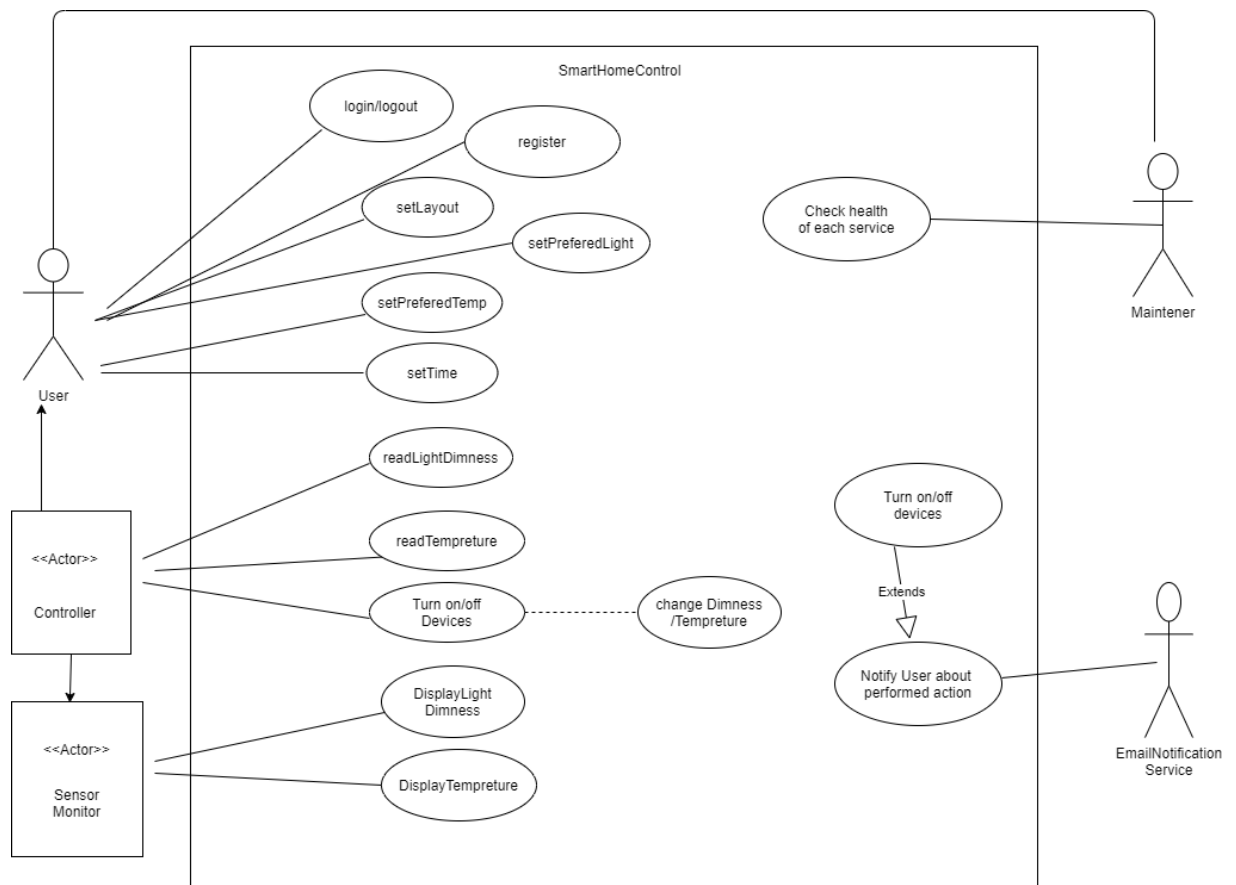 SmartHomeControl
login/logout
register
setLayout
Check health
of each service
setPreferedLight
setPreferedTemp
Maintener
setTime
User
readLightDimness
Turn on/off
devices
<<Actor>>
Controller
readTempreture
Extends
Turn on/off
Devices
change Dimness
/Tempreture
Notify User about
performed action
DisplayLight
Dimness
<<Actor>>
Sensor
Monitor
EmailNotification
Service
DisplayTempreture